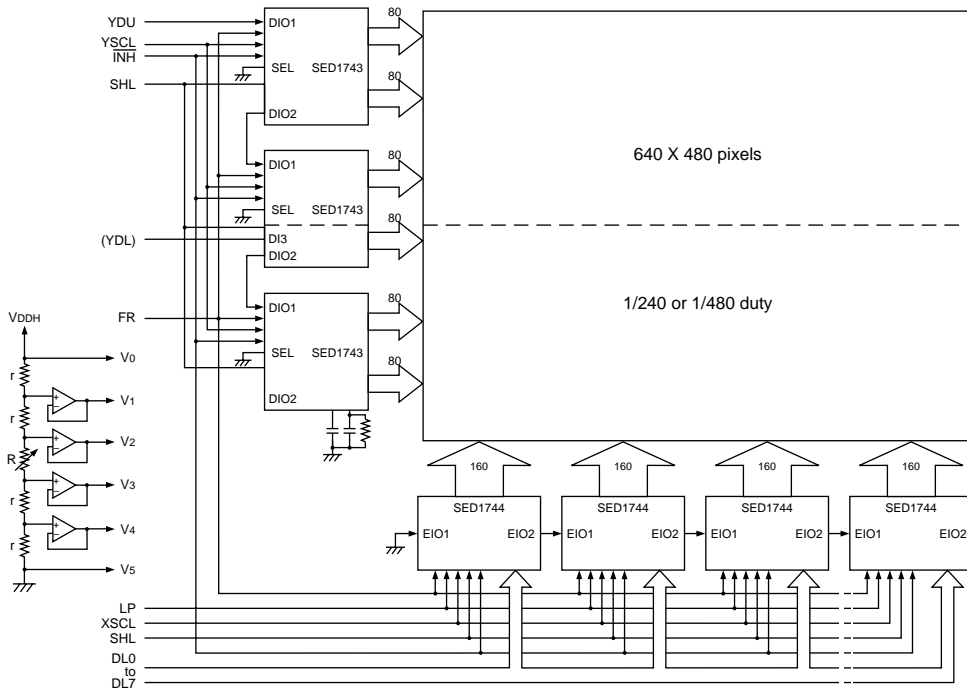 YDU
YSCL
INH
SHL
DIO1
SEL
SED1743
DIO2
80
80
640 X 480 pixels
DIO1
SEL
SED1743
DI3
DIO2
80
80
(YDL)
1/240 or 1/480 duty
FR
DIO1
SEL
SED1743
DIO2
80
80
VDDH
V0
r
V1
r
V2
R
V3
r
V4
r
V5
160
160
160
160
SED1744
EIO1
EIO2
SED1744
EIO1
EIO2
SED1744
EIO1
EIO2
SED1744
EIO1
EIO2
LP
XSCL
SHL
DL0
to
DL7